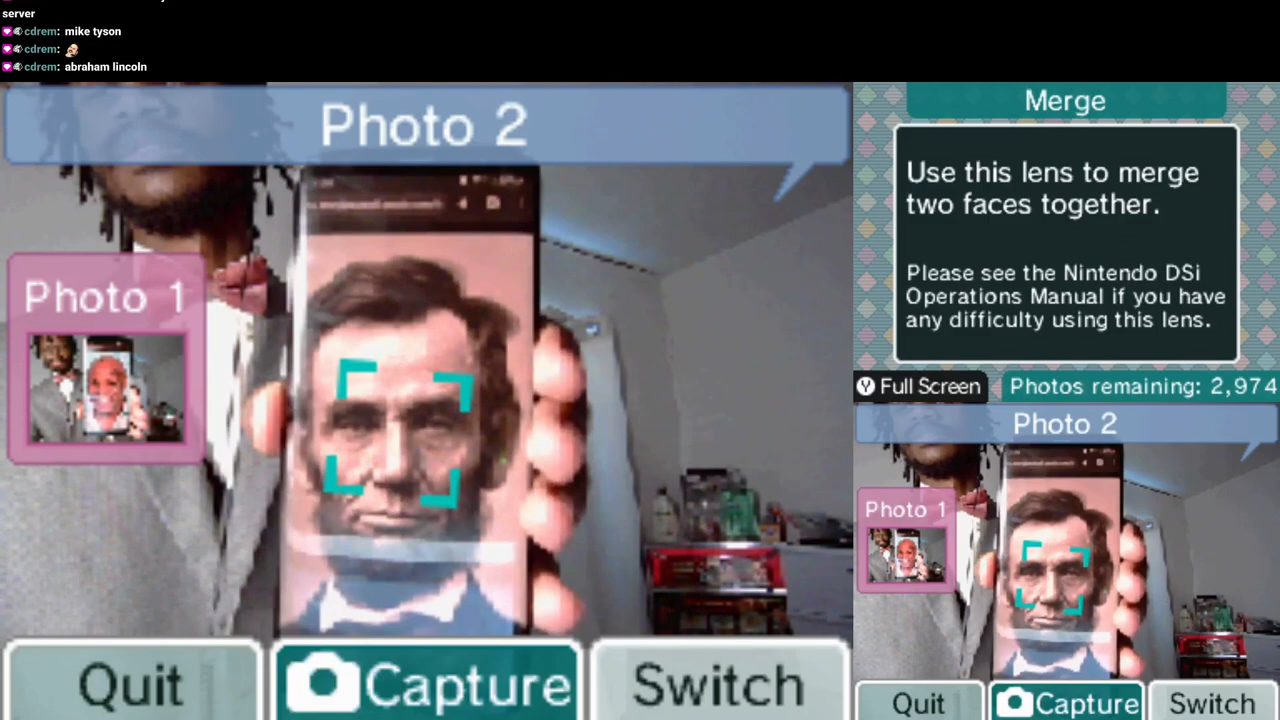 server
cdrem: mike tyson
cdrem:
cdrem: abraham lincoln
Photo 2
Photo 1
Quit
Capture
Switch
Merge
Use this lens to merge
two faces together.
Please see the Nintendo DSi
Operations Manual if you have
any difficulty using this lens.
Y Full Screen
Photos remaining: 2,974
Photo 2
Photo 1
Quit
Capture
Switch